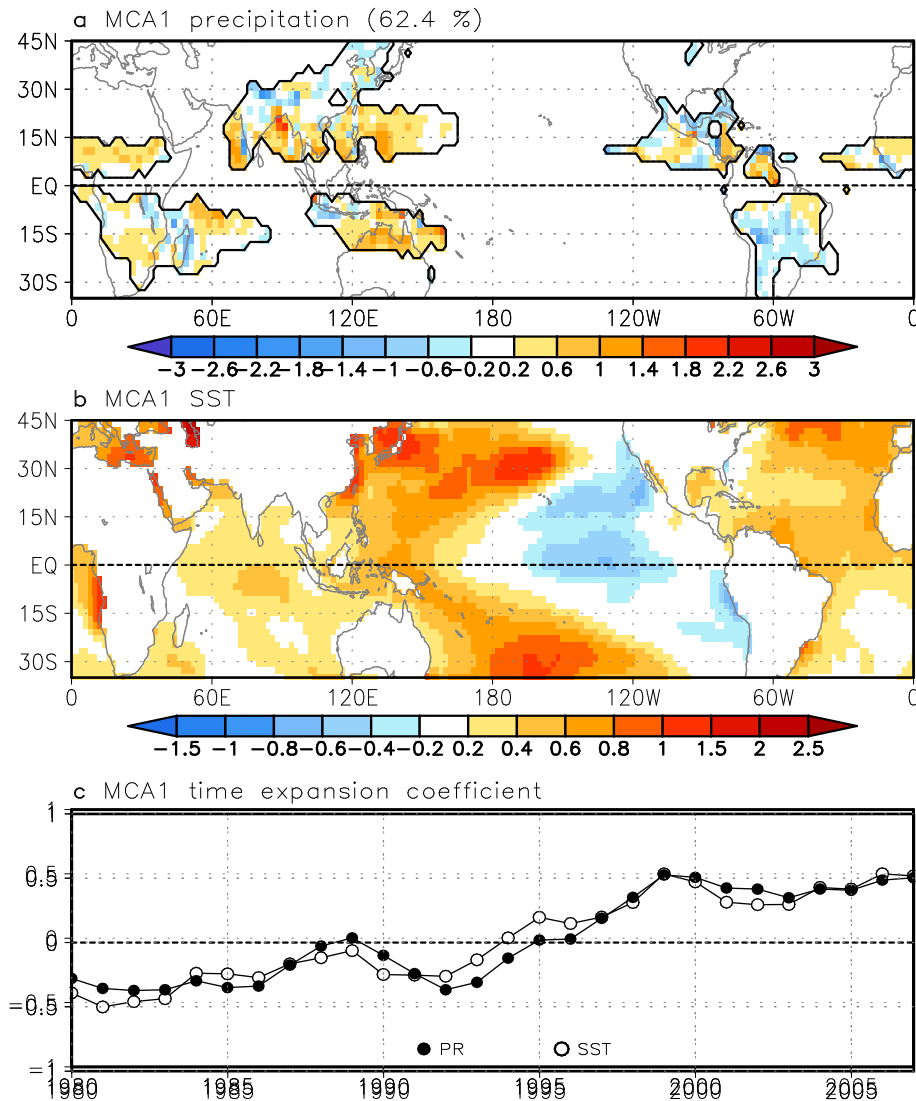 a MCA1 precipitation (62.4 %)
45N
30N
15N
EQ
15S
30S
0 60E 120E 180 120W 60W 0
-3 -2.6 -2.2 -1.8 -1.4 -1 -0.6 -0.2 0.2 0.6 1 1.4 1.8 2.2 2.6 3
b MCA1 SST
45N
30N
15N
EQ
15S
30S
0 60E 120E 180 120W 60W 0
-1.5 -1 -0.8 -0.6 -0.4 -0.2 0.2 0.4 0.6 0.8 1 1.5 2 2.5
c MCA1 time expansion coefficient
1
0.5
0
-0.5
-1
PR SST
1980 1985 1990 1995 2000 2005